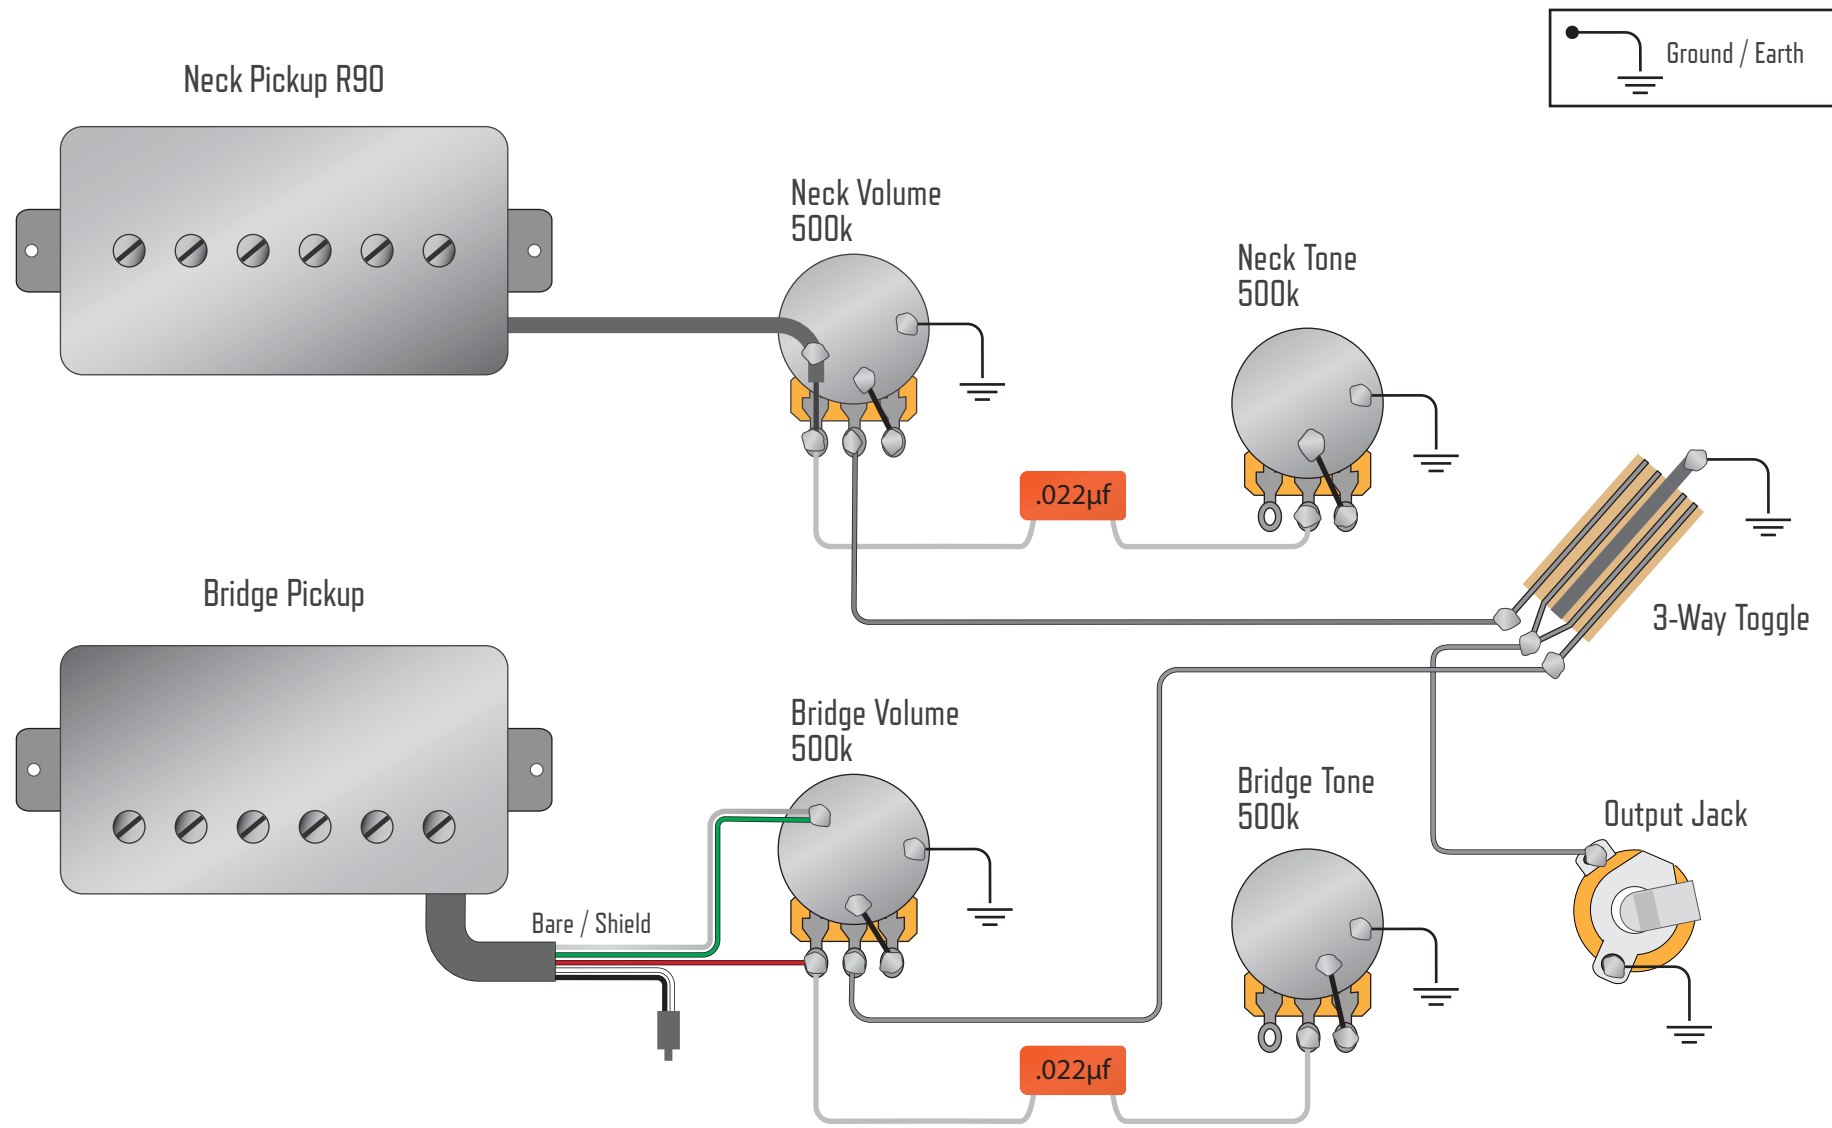 Ground / Earth
Neck Pickup R90
Neck Volume
500k
Neck Tone
500k
.022µf
Bridge Pickup
3-Way Toggle
Bridge Volume
500k
Bridge Tone
500k
Output Jack
Bare / Shield
.022µf